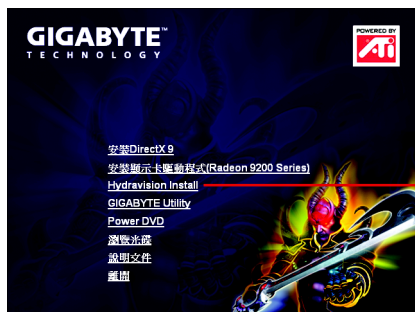 GIGABYTE™
TECHNOLOGY
POWERED BY
ATi
安裝DirectX 9
安裝顯示卡驅動程式(Radeon 9200 Series)
Hydravision Install
GIGABYTE Utility
Power DVD
瀏覽光碟
說明文件
離開